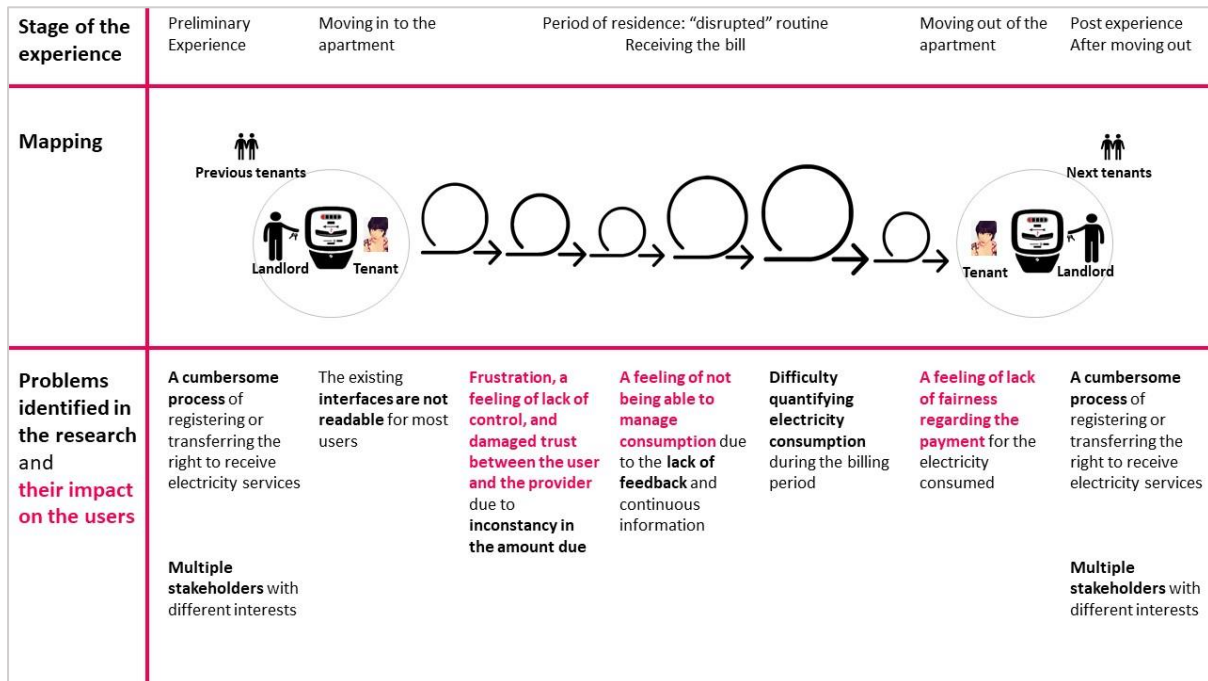 Stage of the
experience
Preliminary
Experience
Moving in to the
apartment
Period of residence: “disrupted” routine
Receiving the bill
Moving out of the
apartment
Post experience
After moving out
Mapping
Previous tenants
Landlord
Tenant
Next tenants
Tenant
Landlord
Problems
identified in
the research
and
their impact
on the users
A cumbersome
process of
registering or
transferring the
right to receive
electricity services
Multiple
stakeholders with
different interests
The existing
interfaces are not
readable for most
users
Frustration, a
feeling of lack of
control, and
damaged trust
between the user
and the provider
due to
inconstancy in
the amount due
A feeling of not
being able to
manage
consumption due
to the lack of
feedback and
continuous
information
Difficulty
quantifying
electricity
consumption
during the billing
period
A feeling of lack
of fairness
regarding the
payment for the
electricity
consumed
A cumbersome
process of
registering or
transferring the
right to receive
electricity services
Multiple
stakeholders with
different interests